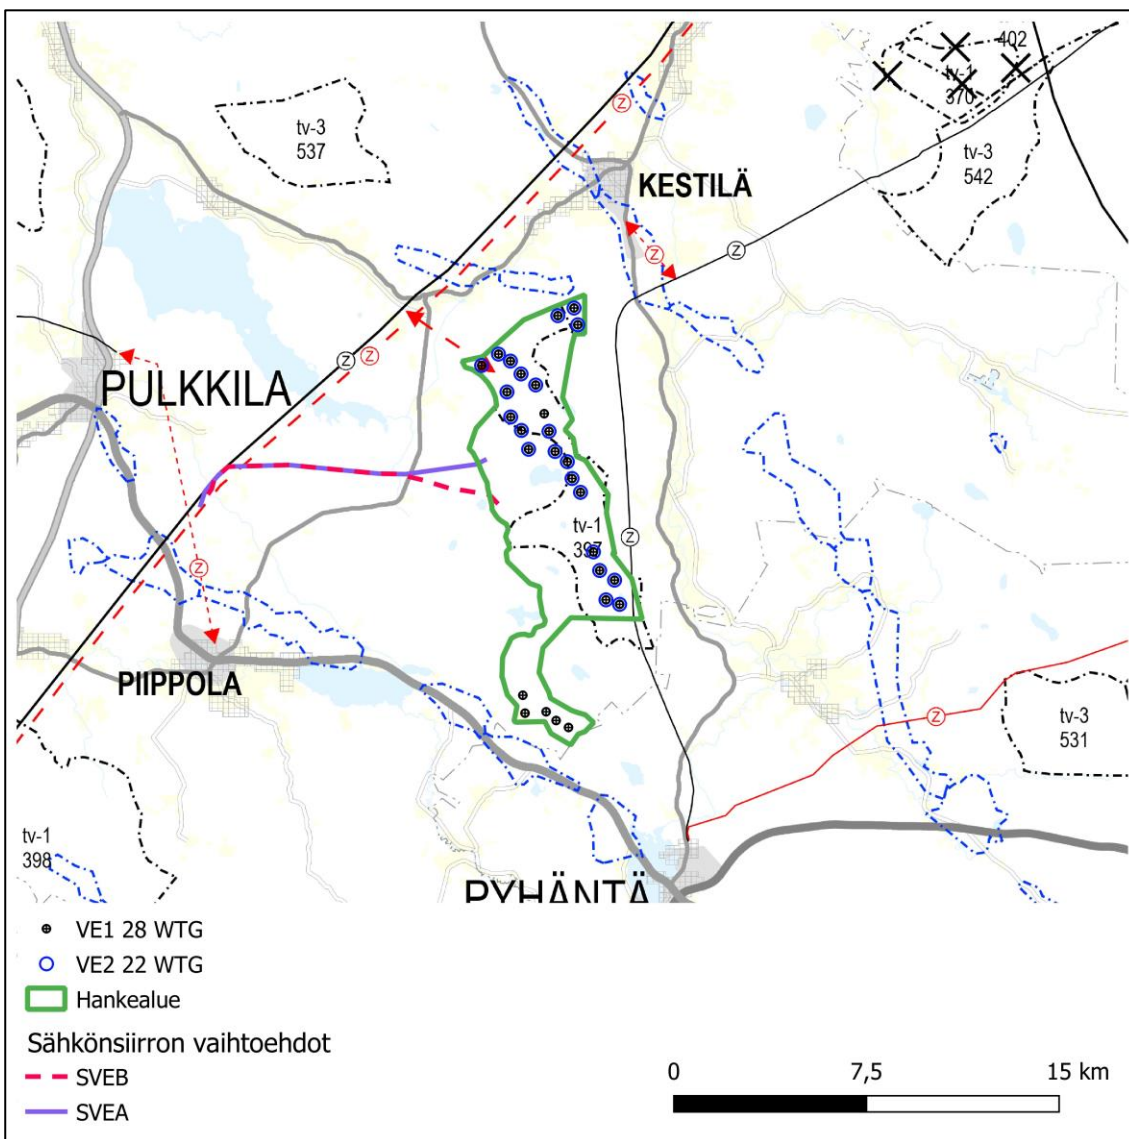 402
tv-1
370
tv-3
537
tv-3
542
KESTILÄ
Z
Z
Z
Z
Z
PULKKILA
tv-1
397
Z
Z
PIIPPOLA
Z
tv-3
531
tv-1
398
PYHÄNTÄ
VE1 28 WTG
VE2 22 WTG
Hankealue
Sähkönsiirron vaihtoehdot
SVEB
SVEA
0 7,5 15 km